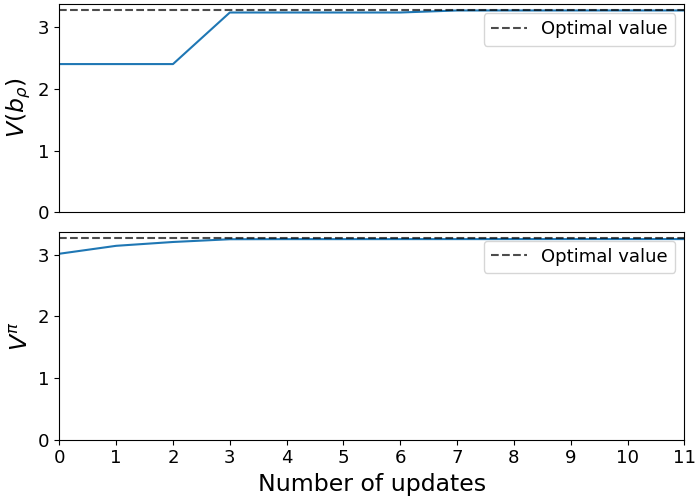 3
2
1
0
V(b_ρ)
Optimal value
3
2
1
0
V^π
Optimal value
0 1 2 3 4 5 6 7 8 9 10 11
Number of updates